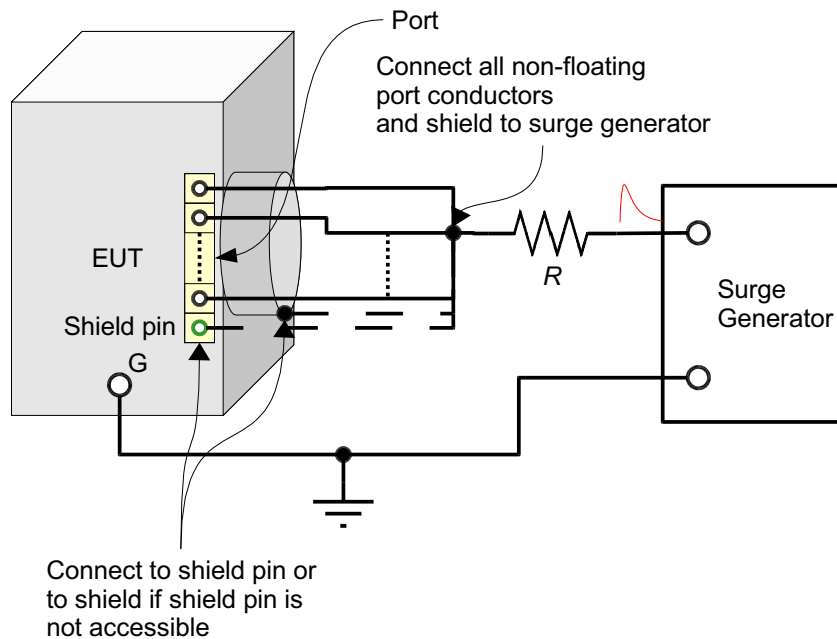 Port
Connect all non-floating
port conductors
and shield to surge generator
EUT
R
Surge
Generator
Shield pin
G
Connect to shield pin or
to shield if shield pin is
not accessible